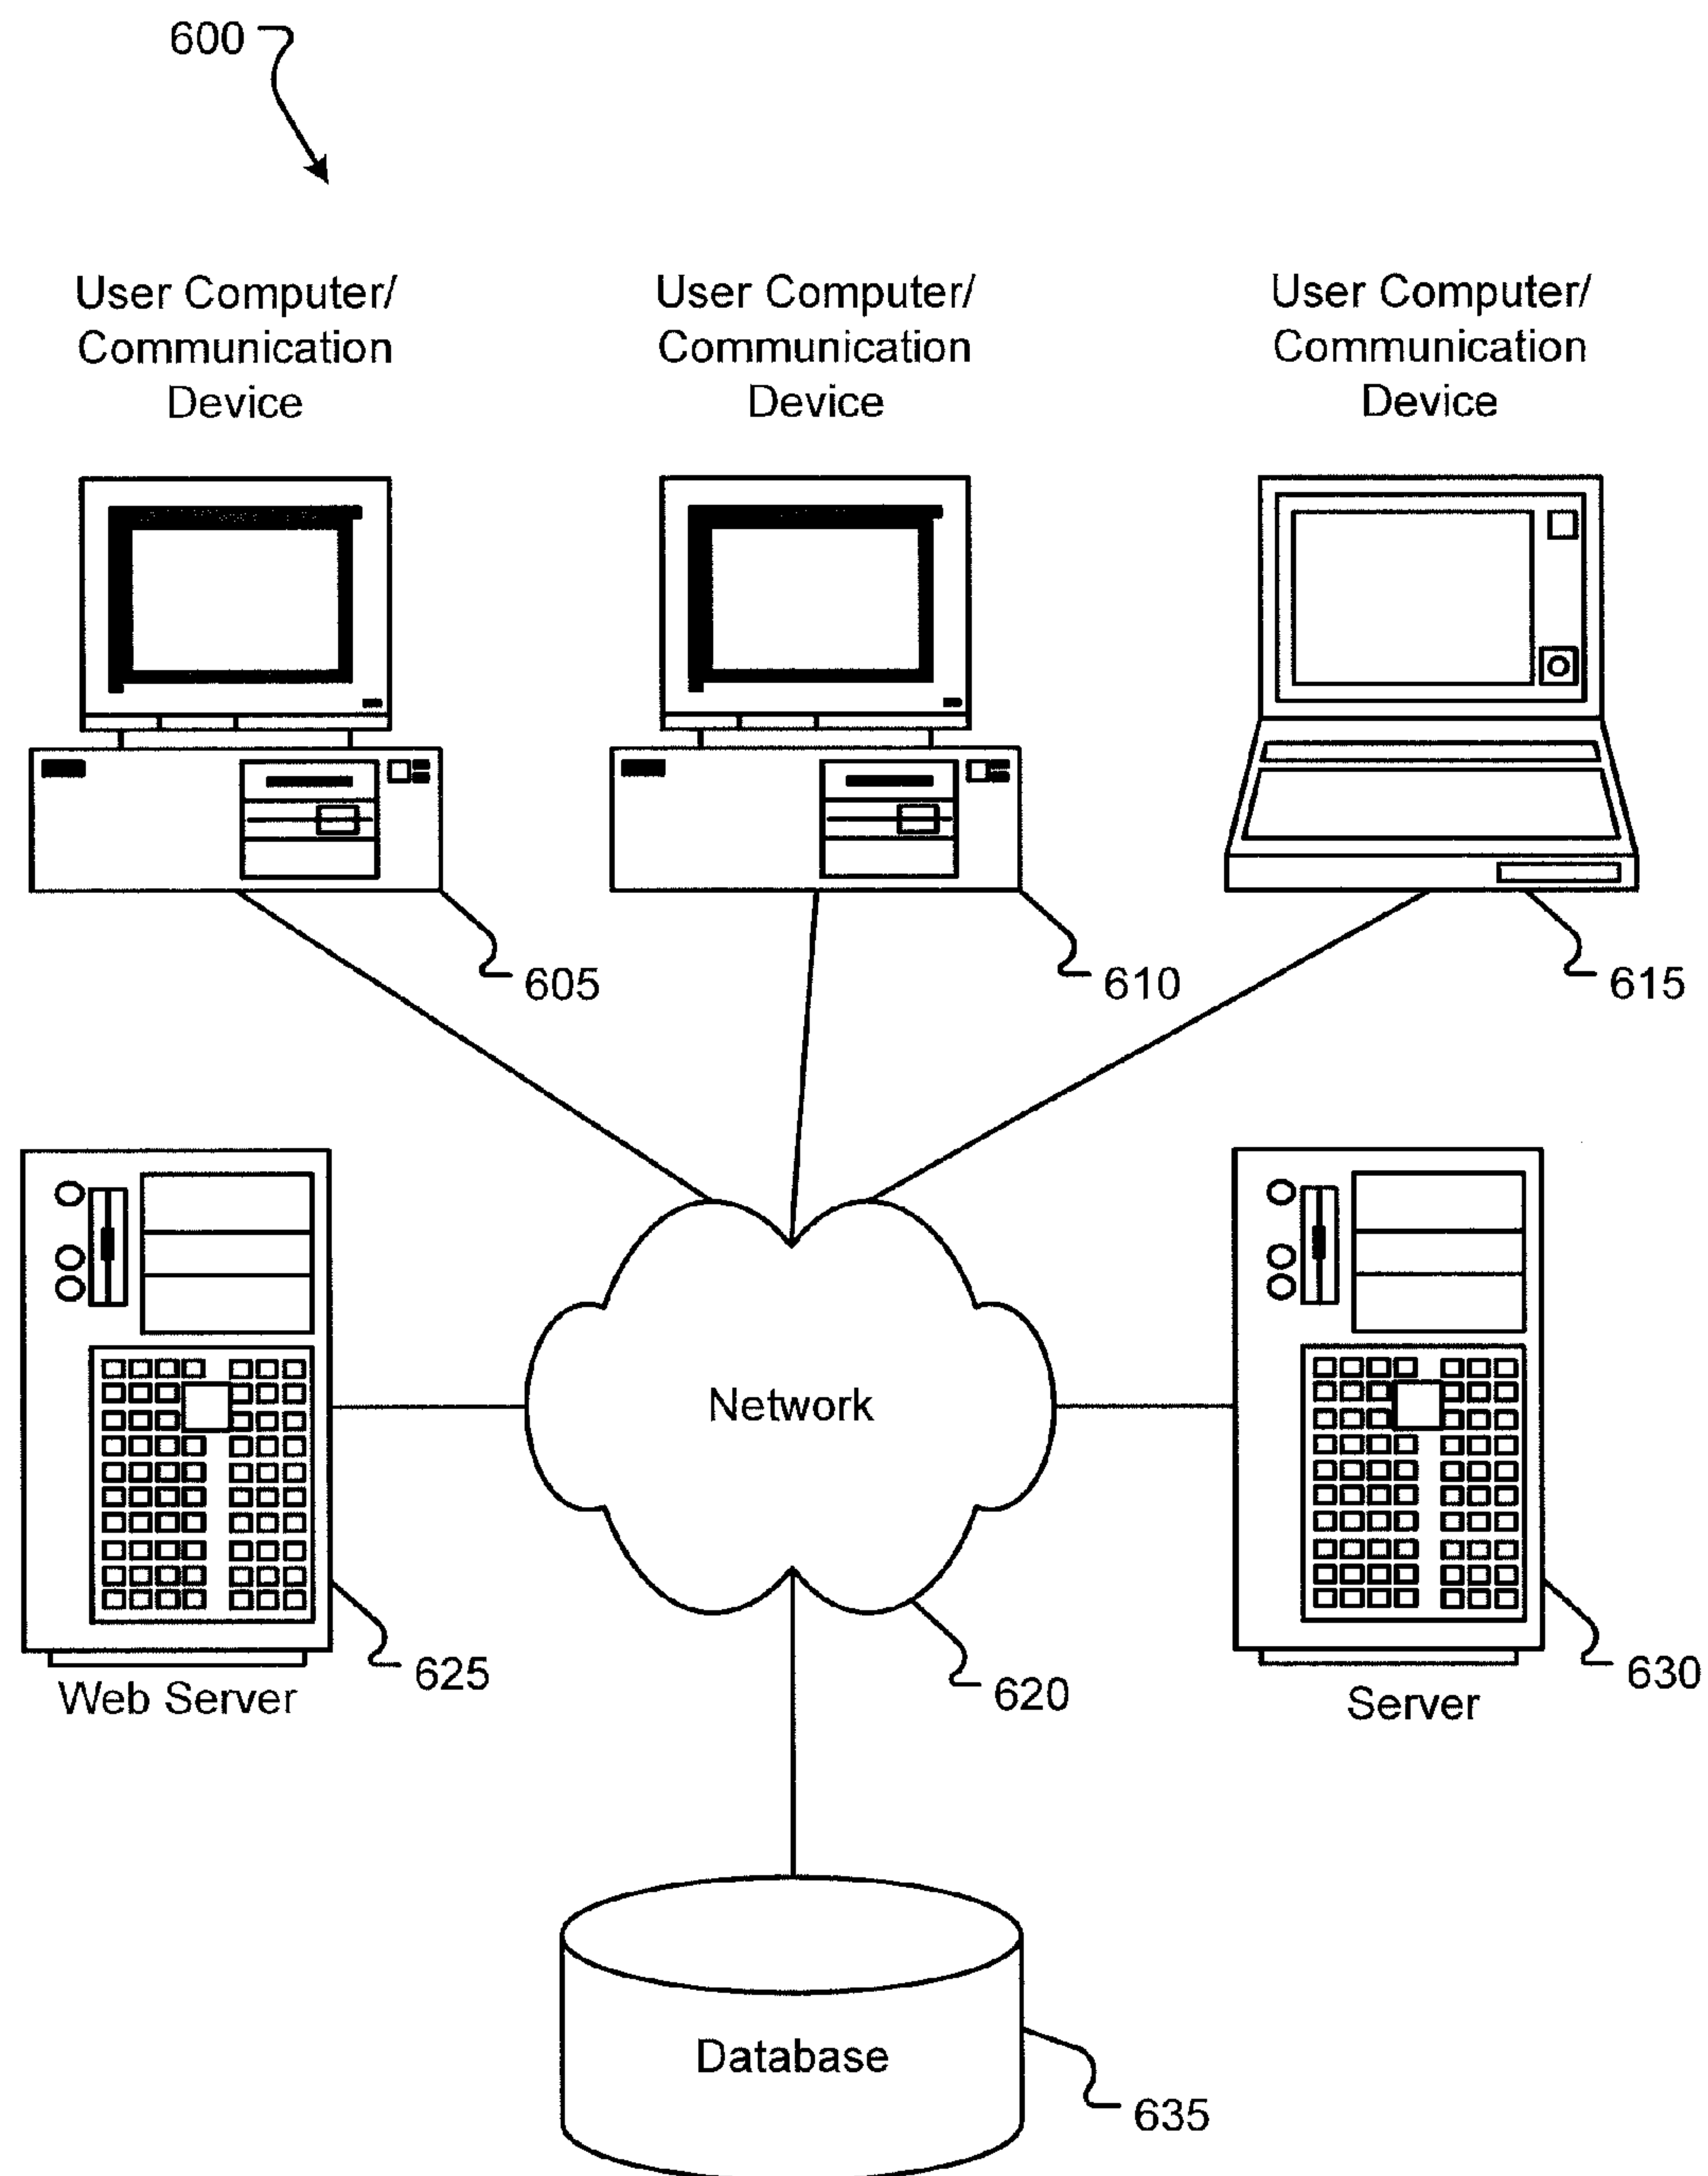 600
User Computer/
Communication
Device
User Computer/
Communication
Device
User Computer/
Communication
Device
605
610
615
Network
625
620
630
Web Server
Server
Database
635